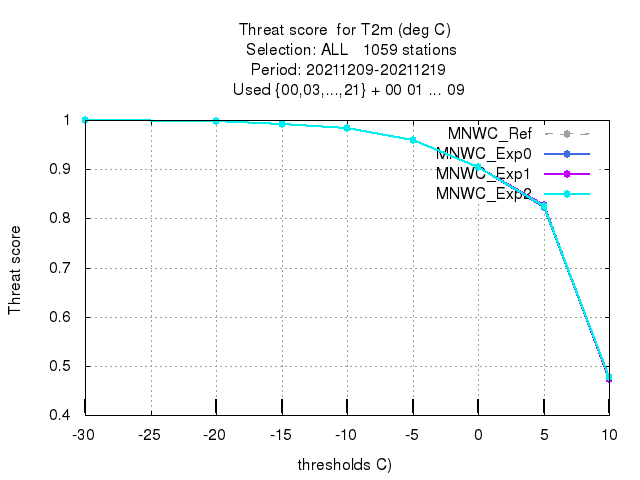 Threat score  for T2m (deg C)
Selection: ALL   1059 stations
Period: 20211209-20211219
Used {00,03,...,21} + 00 01 ... 09
MNWC_Ref
MNWC_Exp0
MNWC_Exp1
MNWC_Exp2
1
0.9
0.8
0.7
0.6
0.5
0.4
Threat score
-30 -25 -20 -15 -10 -5 0 5 10
thresholds C)